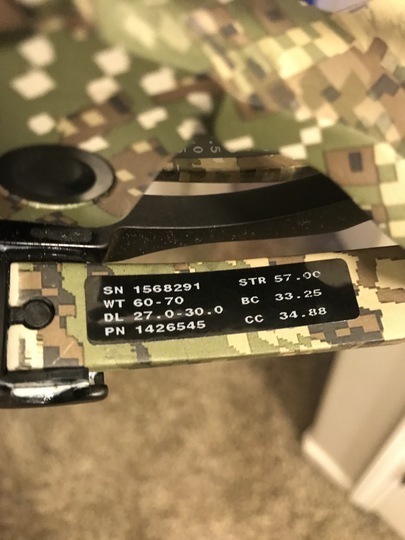 SN 1568291 STR 57.00
WT 60-70 BC 33.25
DL 27.0-30.0 CC 34.88
PN 1426545